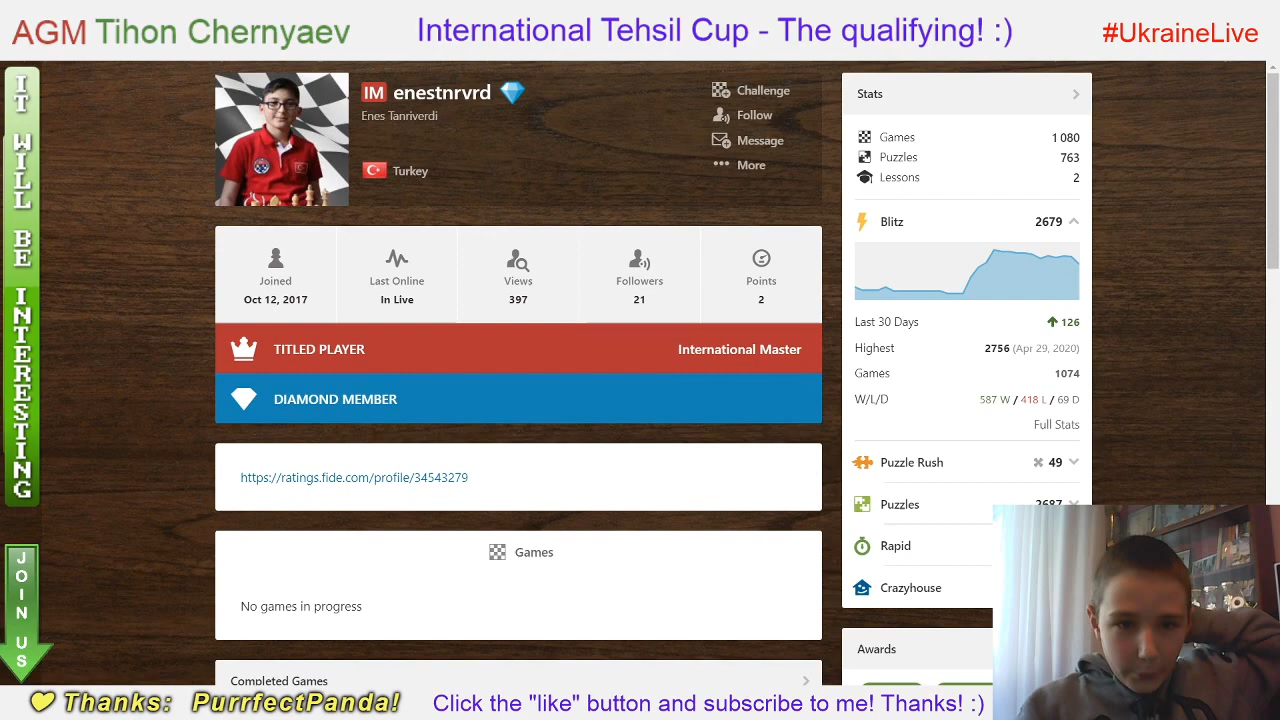 AGM Tihon Chernyaev
International Tehsil Cup - The qualifying! :)
#UkraineLive
IT WILL BE INTERESTING
JOIN US
IM enestnrvrd
Enes Tanriverdi
Turkey
Challenge
Follow
Message
More
Joined
Oct 12, 2017
Last Online
In Live
Views
397
Followers
21
Points
2
TITLED PLAYER International Master
DIAMOND MEMBER
https://ratings.fide.com/profile/34543279
Games
No games in progress
Completed Games
Stats
Games 1 080
Puzzles 763
Lessons 2
Blitz 2679
Last 30 Days 126
Highest 2756 (Apr 29, 2020)
Games 1074
W/L/D 587 W / 418 L / 69 D
Full Stats
Puzzle Rush 49
Puzzles 2687
Rapid
Crazyhouse
Awards
Thanks: PurrfectPanda!
Click the "like" button and subscribe to me! Thanks! :)